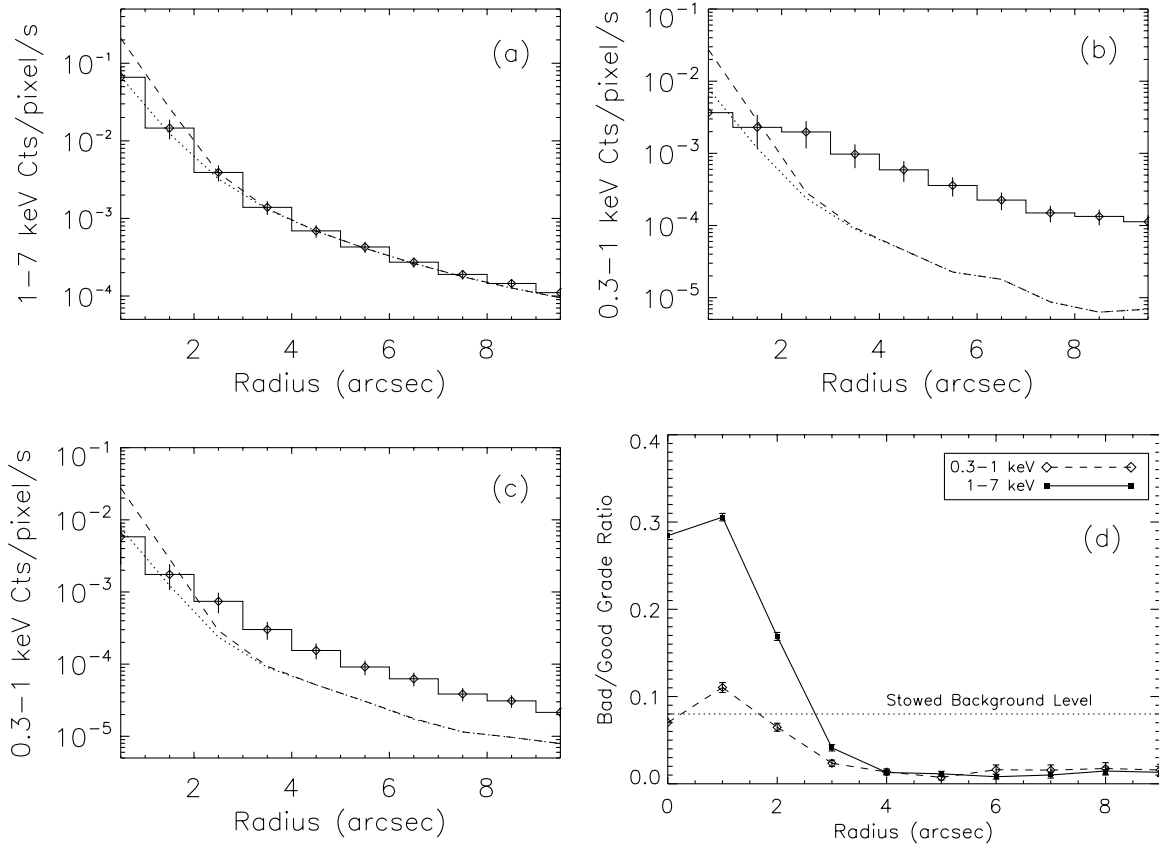 (a)
1−7 keV Cts/pixel/s
10⁻¹
10⁻²
10⁻³
10⁻⁴
2 4 6 8
Radius (arcsec)
(b)
0.3−1 keV Cts/pixel/s
10⁻¹
10⁻²
10⁻³
10⁻⁴
10⁻⁵
2 4 6 8
Radius (arcsec)
(c)
0.3−1 keV Cts/pixel/s
10⁻¹
10⁻²
10⁻³
10⁻⁴
10⁻⁵
2 4 6 8
Radius (arcsec)
(d)
Bad/Good Grade Ratio
0.4
0.3
0.2
0.1
0.0
0.3−1 keV
1−7 keV
Stowed Background Level
0 2 4 6 8
Radius (arcsec)